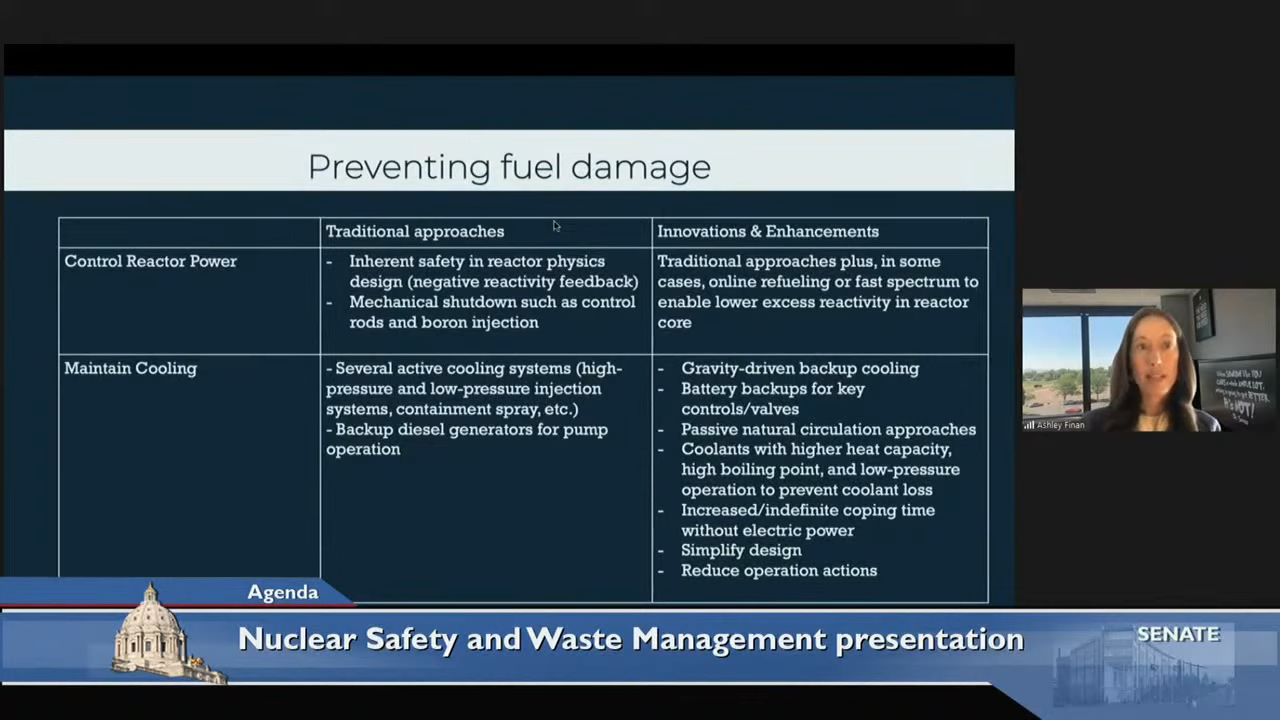 Preventing fuel damage
Traditional approaches
Innovations & Enhancements
Control Reactor Power
- Inherent safety in reactor physics
design (negative reactivity feedback)
- Mechanical shutdown such as control
rods and boron injection
Traditional approaches plus, in some
cases, online refueling or fast spectrum to
enable lower excess reactivity in reactor
core
Maintain Cooling
- Several active cooling systems (high-
pressure and low-pressure injection
systems, containment spray, etc.)
- Backup diesel generators for pump
operation
- Gravity-driven backup cooling
- Battery backups for key
controls/valves
- Passive natural circulation approaches
- Coolants with higher heat capacity,
high boiling point, and low-pressure
operation to prevent coolant loss
- Increased/indefinite coping time
without electric power
- Simplify design
- Reduce operation actions
Ashley Finan
IT'S NOT!
Agenda
Nuclear Safety and Waste Management presentation
SENATE